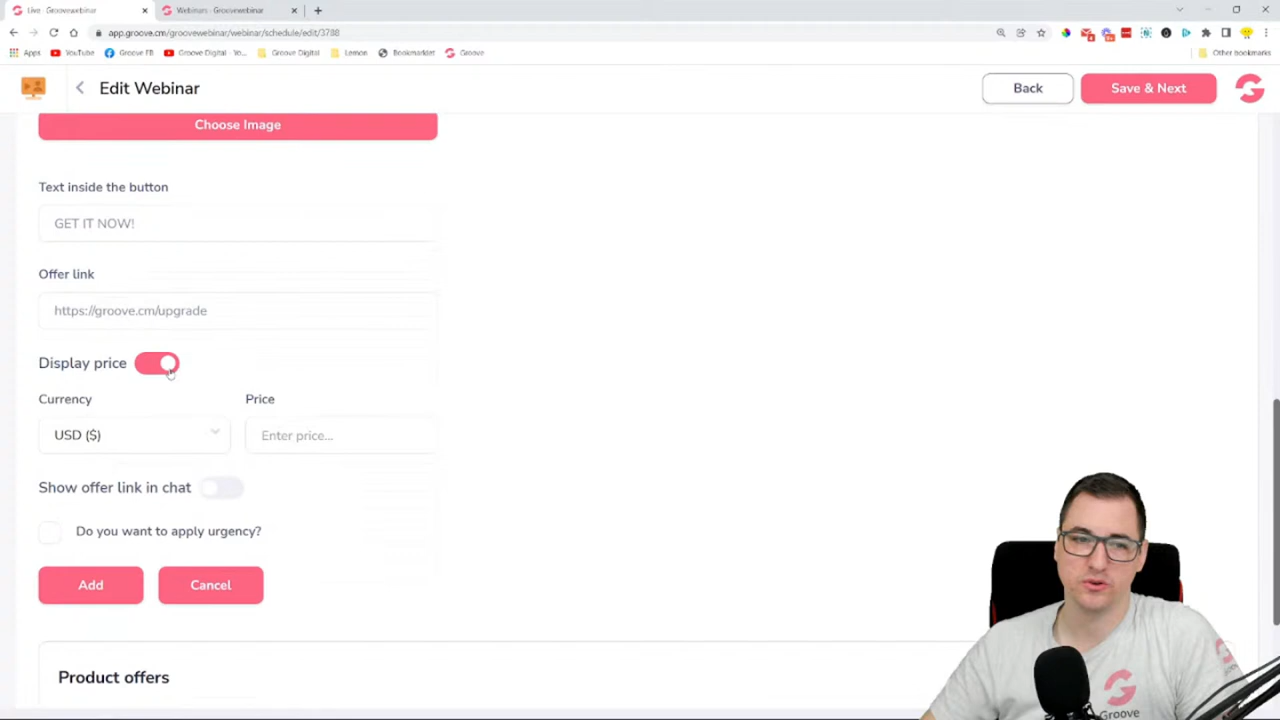 Live - Groovewebinar
Webinars - Groovewebinar
app.groove.cm/groovewebinar/webinar/schedule/edit/3788
Apps
YouTube
Groove FB
Groove Digital - Yo...
Groove Digital
Lemon
Bookmarklet
Groove
Other bookmarks
Edit Webinar
Back
Save & Next
Choose Image
Text inside the button
GET IT NOW!
Offer link
https://groove.cm/upgrade
Display price
Currency
Price
USD ($)
Enter price...
Show offer link in chat
Do you want to apply urgency?
Add
Cancel
Product offers
Groove